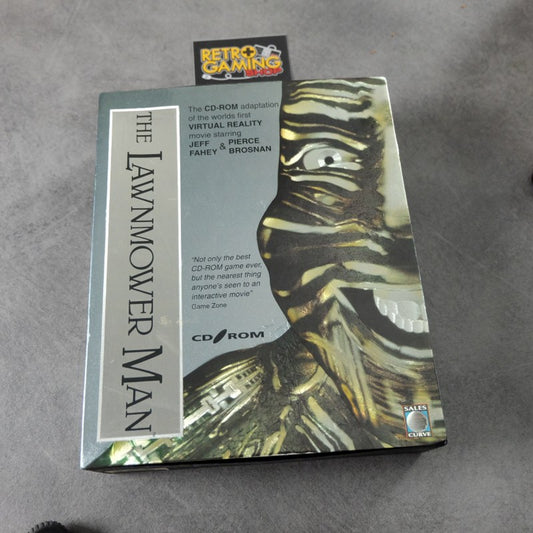 RETRO
GAMING
SHOP
THE LAWNMOWER MAN
The CD-ROM adaptation
of the worlds first
VIRTUAL REALITY
movie starring
JEFF FAHEY & PIERCE BROSNAN
"Not only the best
CD-ROM game ever,
but the nearest thing
anyone's seen to an
interactive movie"
Game Zone
CD ROM
SALES
CURVE